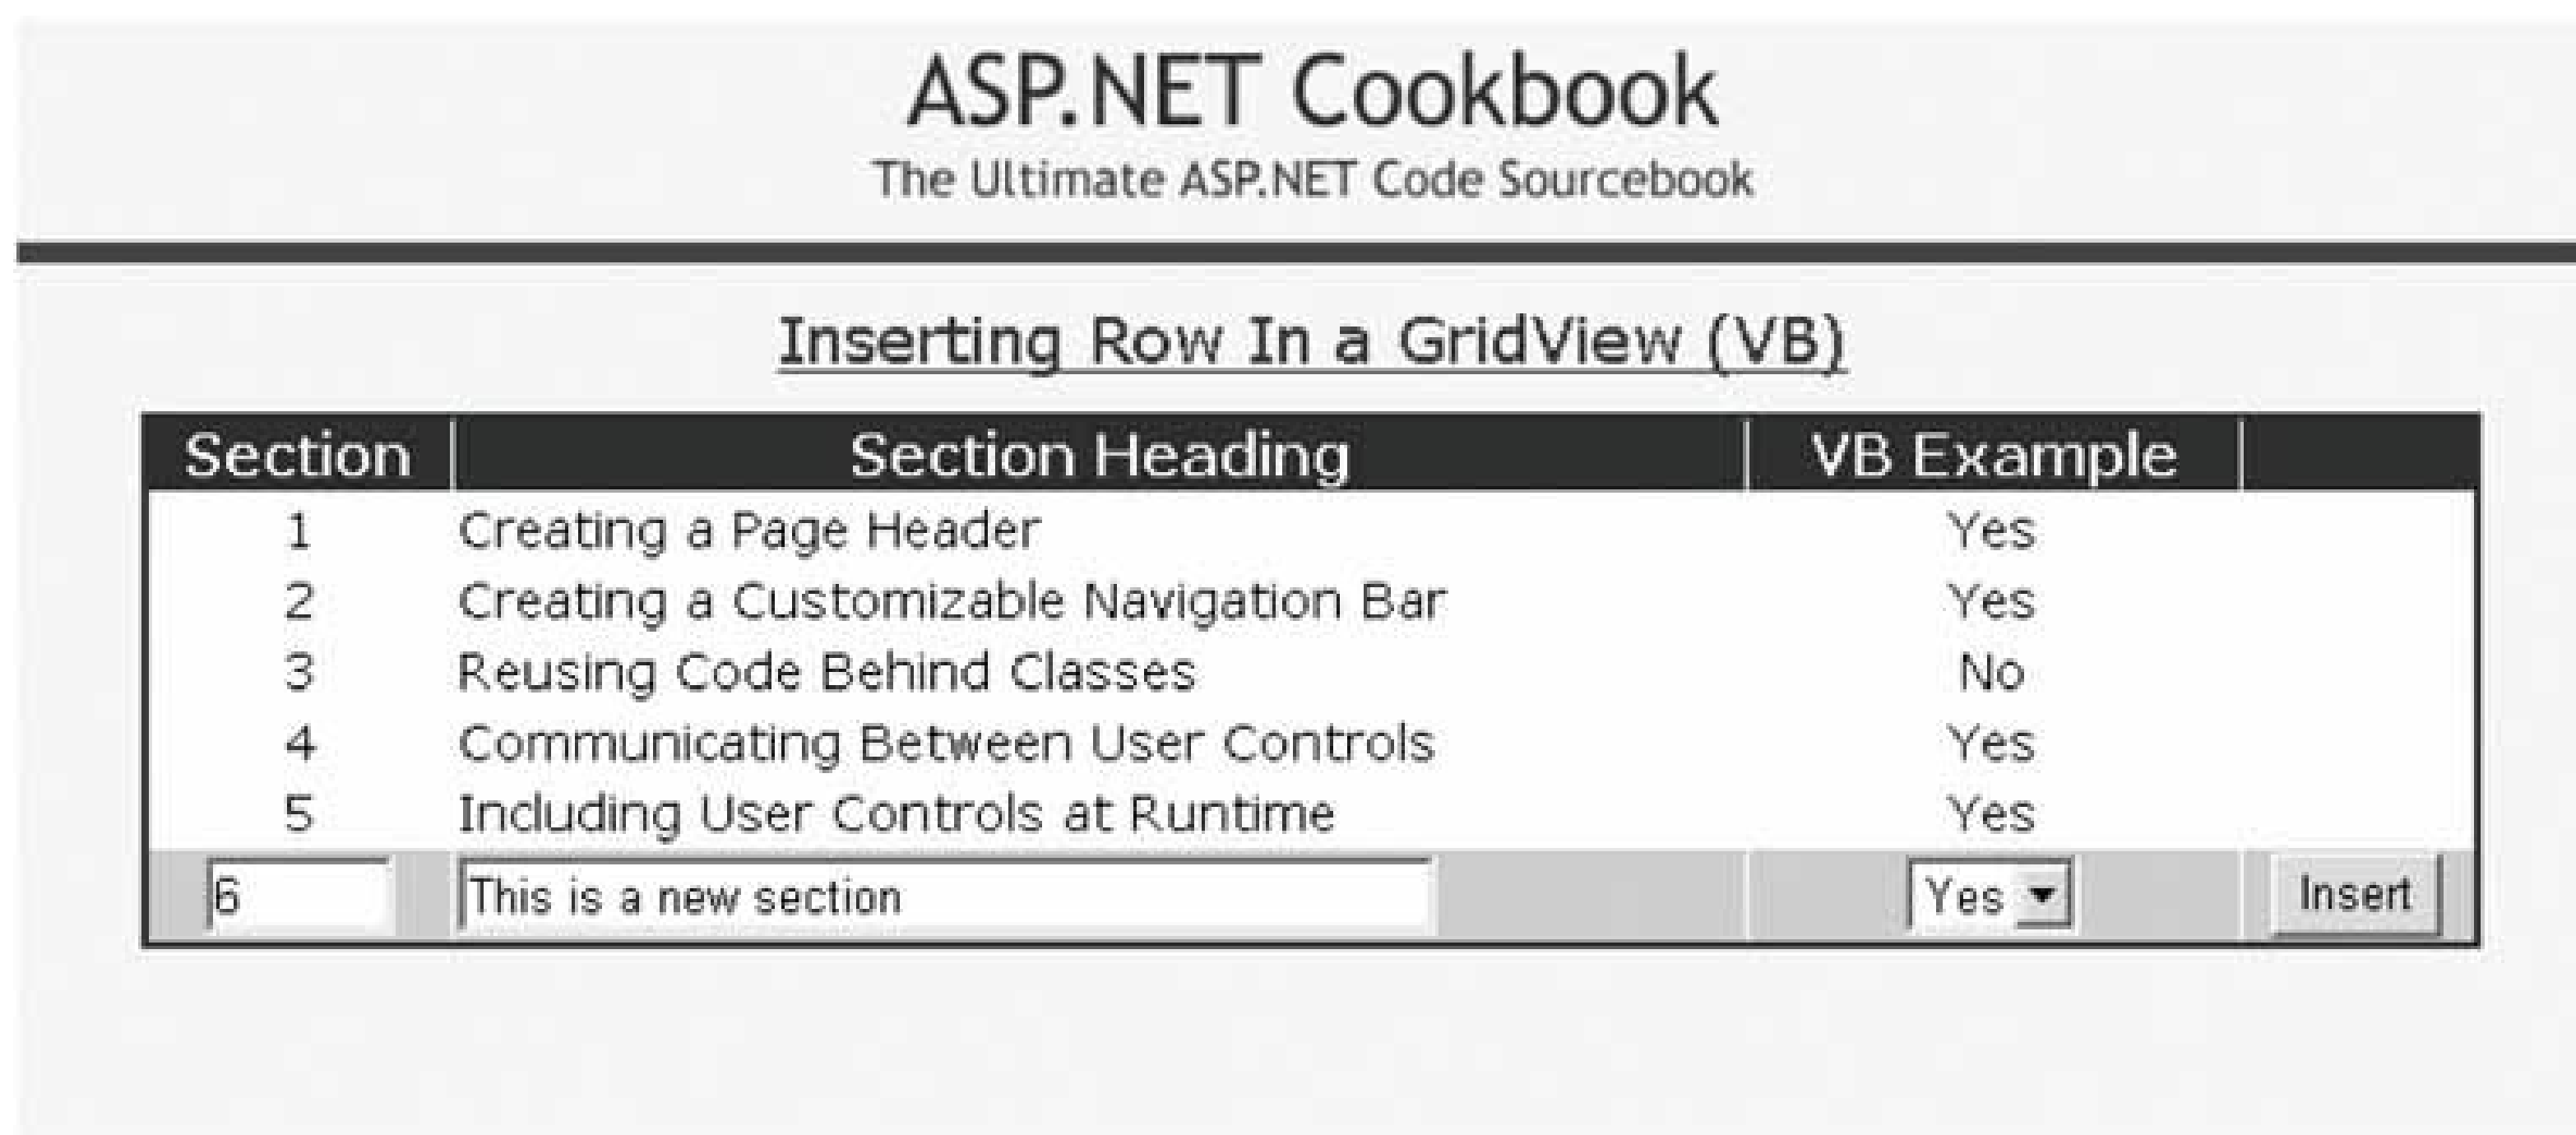 ASP.NET Cookbook
The Ultimate ASP.NET Code Sourcebook
Inserting Row In a GridView (VB)
Section Section Heading VB Example
1 Creating a Page Header Yes
2 Creating a Customizable Navigation Bar Yes
3 Reusing Code Behind Classes No
4 Communicating Between User Controls Yes
5 Including User Controls at Runtime Yes
6 This is a new section Yes Insert